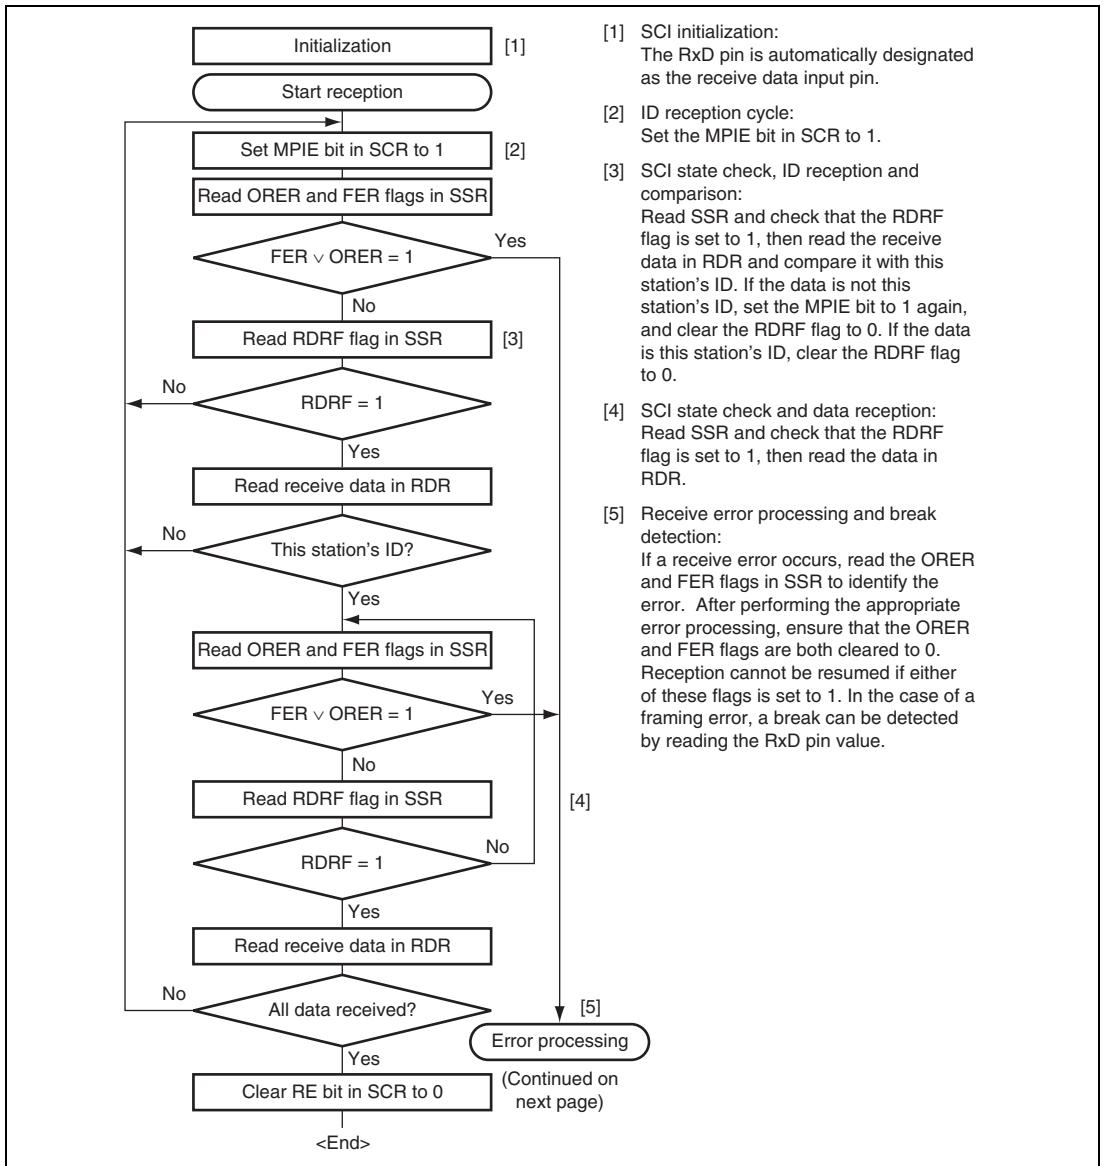 Initialization
[1]
Start reception
Set MPIE bit in SCR to 1
[2]
Read ORER and FER flags in SSR
FER ∨ ORER = 1
Yes
No
Read RDRF flag in SSR
[3]
No
RDRF = 1
Yes
Read receive data in RDR
No
This station's ID?
Yes
Read ORER and FER flags in SSR
FER ∨ ORER = 1
Yes
No
Read RDRF flag in SSR
[4]
RDRF = 1
No
Yes
Read receive data in RDR
No
All data received?
[5]
Error processing
(Continued on
next page)
Yes
Clear RE bit in SCR to 0
<End>
[1] SCI initialization:
The RxD pin is automatically designated
as the receive data input pin.
[2] ID reception cycle:
Set the MPIE bit in SCR to 1.
[3] SCI state check, ID reception and
comparison:
Read SSR and check that the RDRF
flag is set to 1, then read the receive
data in RDR and compare it with this
station's ID. If the data is not this
station's ID, set the MPIE bit to 1 again,
and clear the RDRF flag to 0. If the data
is this station's ID, clear the RDRF flag
to 0.
[4] SCI state check and data reception:
Read SSR and check that the RDRF
flag is set to 1, then read the data in
RDR.
[5] Receive error processing and break
detection:
If a receive error occurs, read the ORER
and FER flags in SSR to identify the
error. After performing the appropriate
error processing, ensure that the ORER
and FER flags are both cleared to 0.
Reception cannot be resumed if either
of these flags is set to 1. In the case of a
framing error, a break can be detected
by reading the RxD pin value.